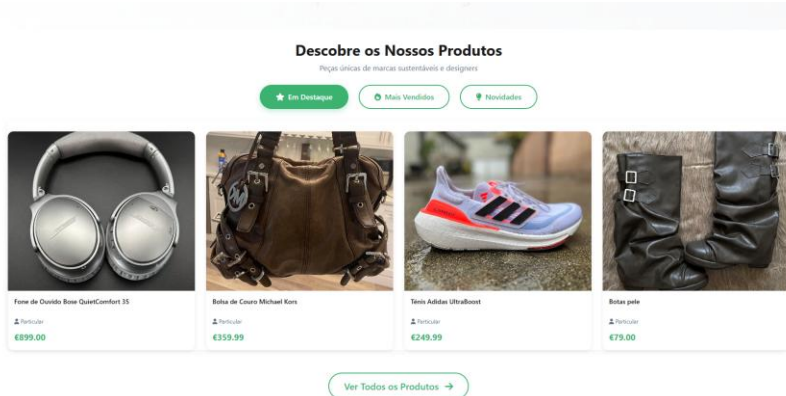 Descobre os Nossos Produtos
Peças únicas de marcas sustentáveis e designers
Em Destaque
Mais Vendidos
Novidades
Fone de Ouvido Bose QuietComfort 35
Particular
€899.00
Bolsa de Couro Michael Kors
Particular
€359.99
Ténis Adidas UltraBoost
Particular
€249.99
Botas pele
Particular
€79.00
Ver Todos os Produtos →